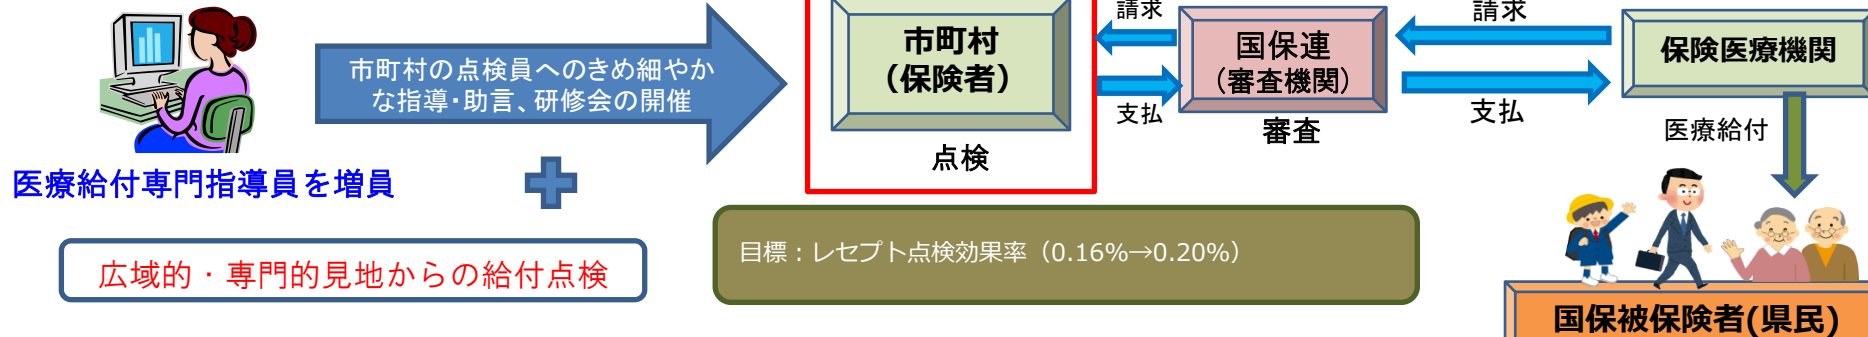 医療給付専門指導員を増員
市町村の点検員へのきめ細やか
な指導・助言、研修会の開催
広域的・専門的見地からの給付点検
市町村
（保険者）
点検
請求
支払
国保連
（審査機関）
審査
請求
支払
保険医療機関
医療給付
目標：レセプト点検効果率（0.16%→0.20%）
国保被保険者(県民)